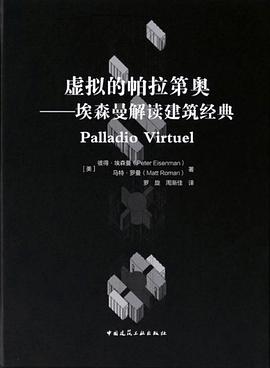 虚拟的帕拉第奥
——埃森曼解读建筑经典
Palladio Virtuel
[美] 彼得·埃森曼（Peter Eisenman） 著
马特·罗曼（Matt Roman）
罗 旋 周渐佳 译
中国建筑工业出版社